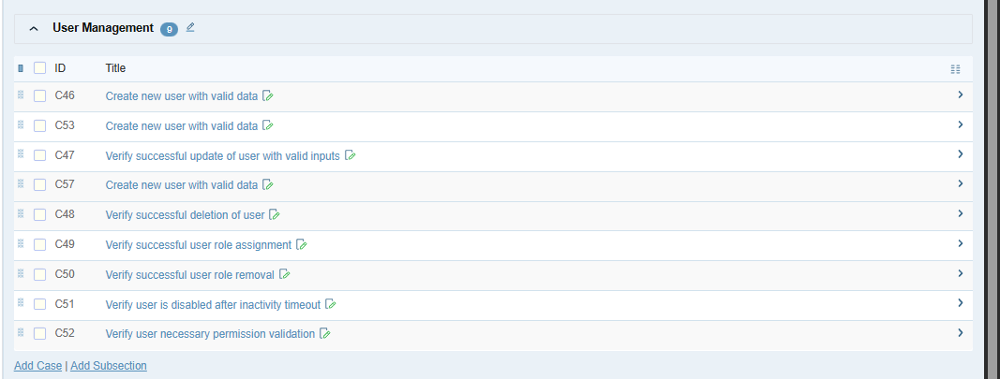 User Management 9
ID Title
C46 Create new user with valid data
C53 Create new user with valid data
C47 Verify successful update of user with valid inputs
C57 Create new user with valid data
C48 Verify successful deletion of user
C49 Verify successful user role assignment
C50 Verify successful user role removal
C51 Verify user is disabled after inactivity timeout
C52 Verify user necessary permission validation
Add Case | Add Subsection